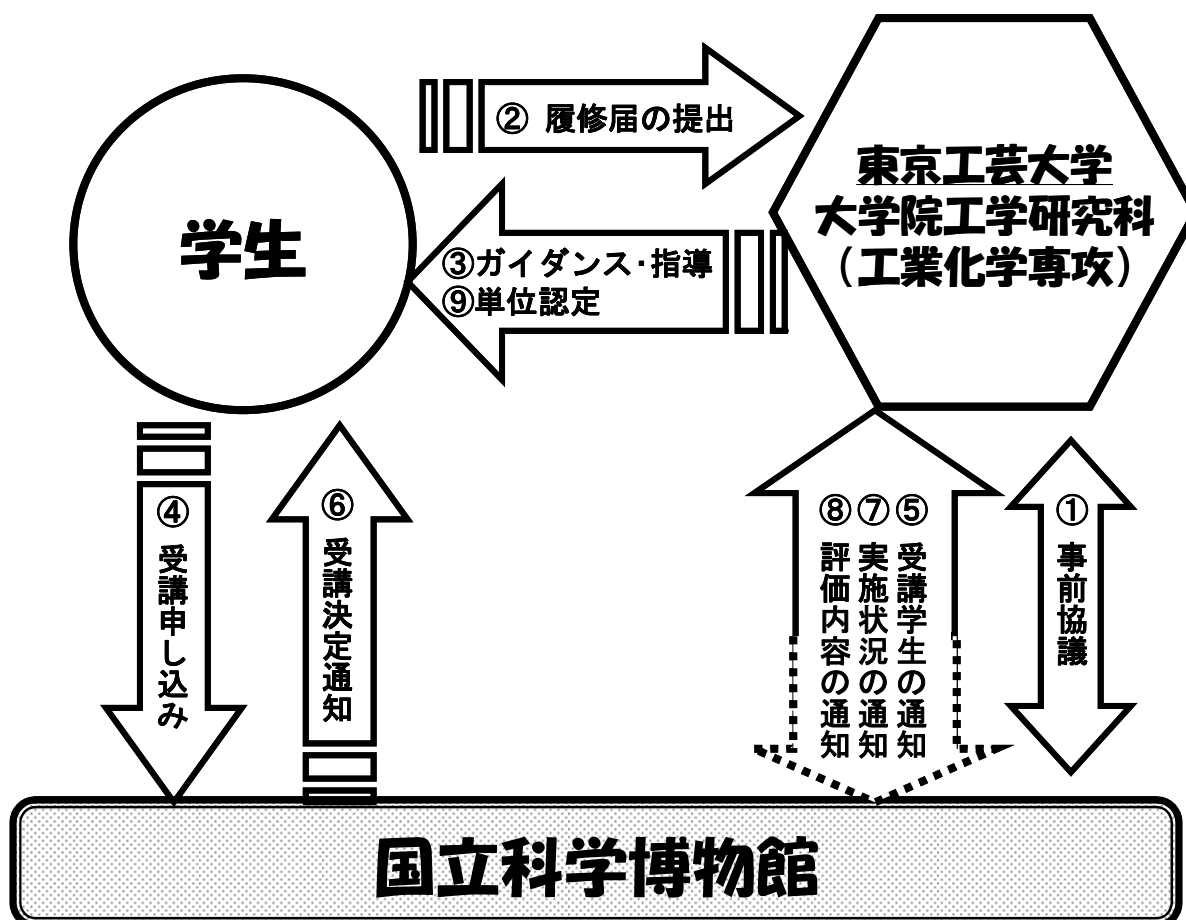 学生
② 履修届の提出
東京工芸大学
大学院工学研究科
（工業化学専攻）
③ガイダンス・指導
⑨単位認定
④ 受講申し込み
⑥ 受講決定通知
⑤ 受講学生の通知
⑦ 実施状況の通知
⑧ 評価内容の通知
① 事前協議
国立科学博物館